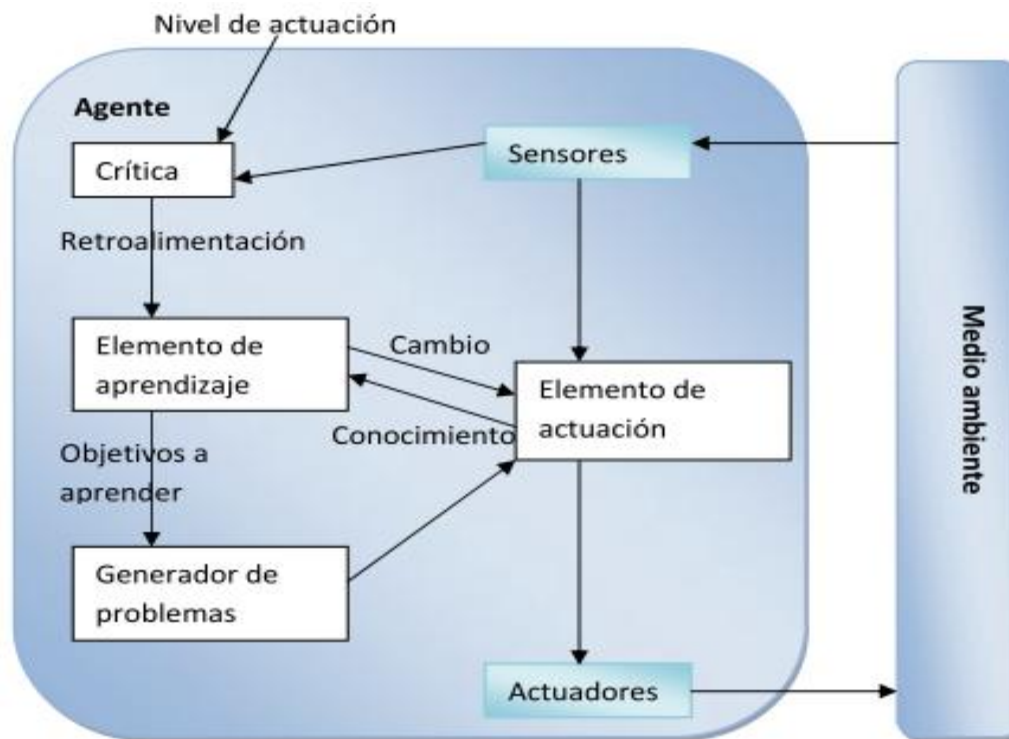 Nivel de actuación
Agente
Crítica
Sensores
Retroalimentación
Elemento de
aprendizaje
Cambio
Conocimiento
Elemento de
actuación
Objetivos a
aprender
Generador de
problemas
Actuadores
Medio ambiente